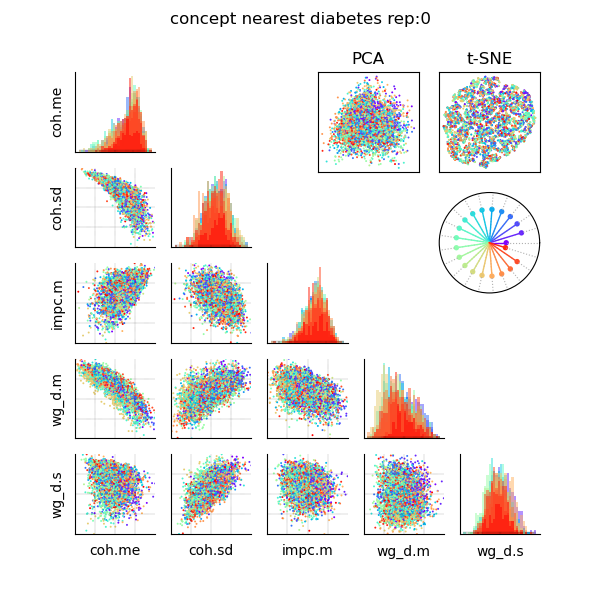 concept nearest diabetes rep:0
PCA
t-SNE
coh.me
coh.sd
impc.m
wg_d.m
wg_d.s
coh.me
coh.sd
impc.m
wg_d.m
wg_d.s